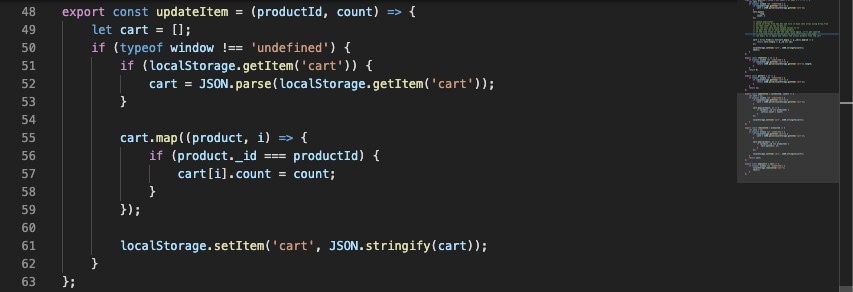 48 export const updateItem = (productId, count) => {
49     let cart = [];
50     if (typeof window !== 'undefined') {
51         if (localStorage.getItem('cart')) {
52             cart = JSON.parse(localStorage.getItem('cart'));
53         }
54
55         cart.map((product, i) => {
56             if (product._id === productId) {
57                 cart[i].count = count;
58             }
59         });
60
61         localStorage.setItem('cart', JSON.stringify(cart));
62     }
63 };